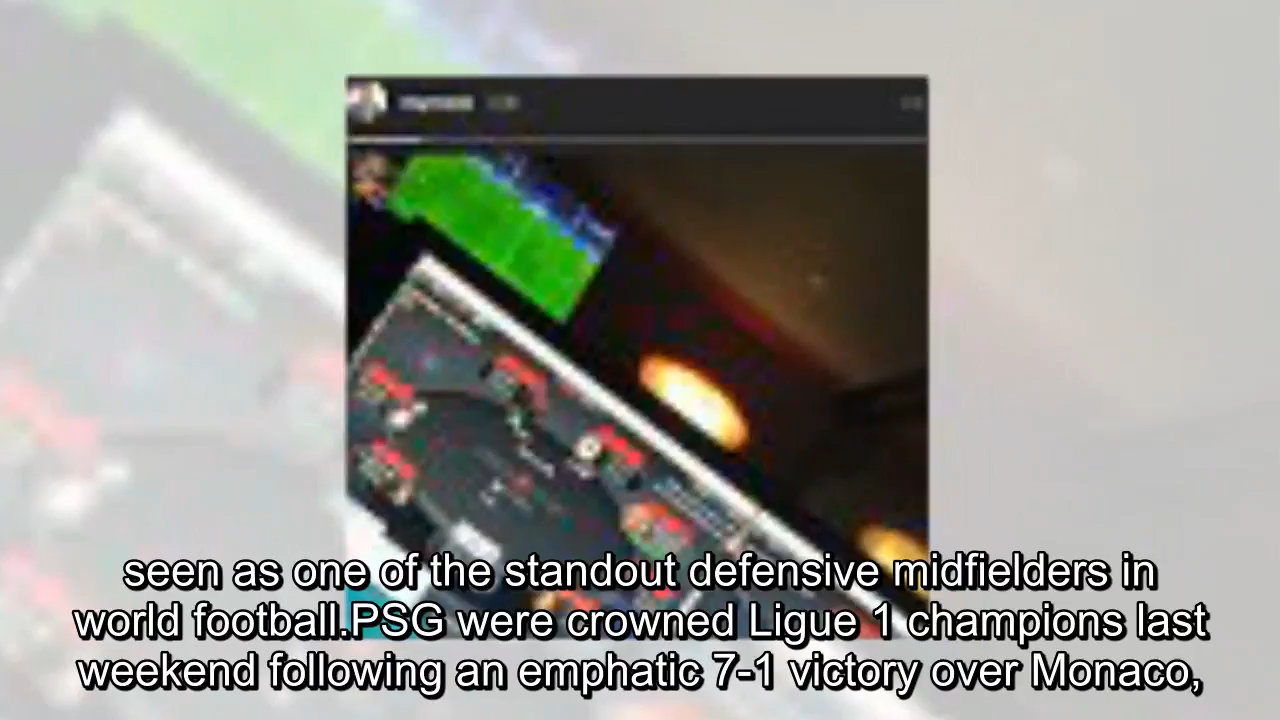 seen as one of the standout defensive midfielders in
world football.PSG were crowned Ligue 1 champions last
weekend following an emphatic 7-1 victory over Monaco,